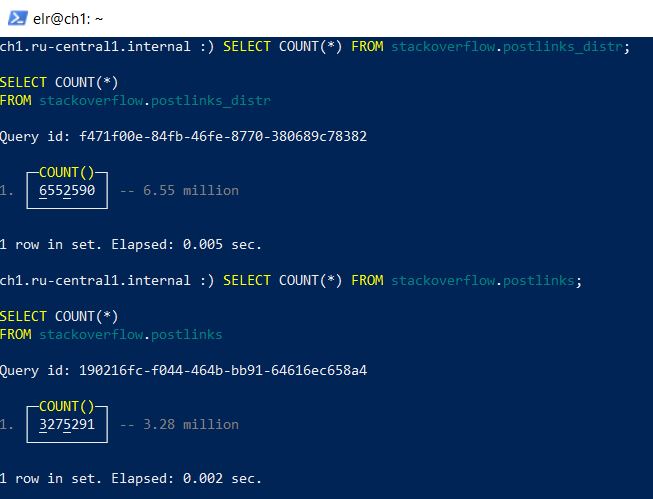 elr@ch1: ~
ch1.ru-central1.internal :) SELECT COUNT(*) FROM stackoverflow.postlinks_distr;
SELECT COUNT(*)
FROM stackoverflow.postlinks_distr
Query id: f471f00e-84fb-46fe-8770-380689c78382
COUNT()
1. 6552590 -- 6.55 million
1 row in set. Elapsed: 0.005 sec.
ch1.ru-central1.internal :) SELECT COUNT(*) FROM stackoverflow.postlinks;
SELECT COUNT(*)
FROM stackoverflow.postlinks
Query id: 190216fc-f044-464b-bb91-64616ec658a4
COUNT()
1. 3275291 -- 3.28 million
1 row in set. Elapsed: 0.002 sec.